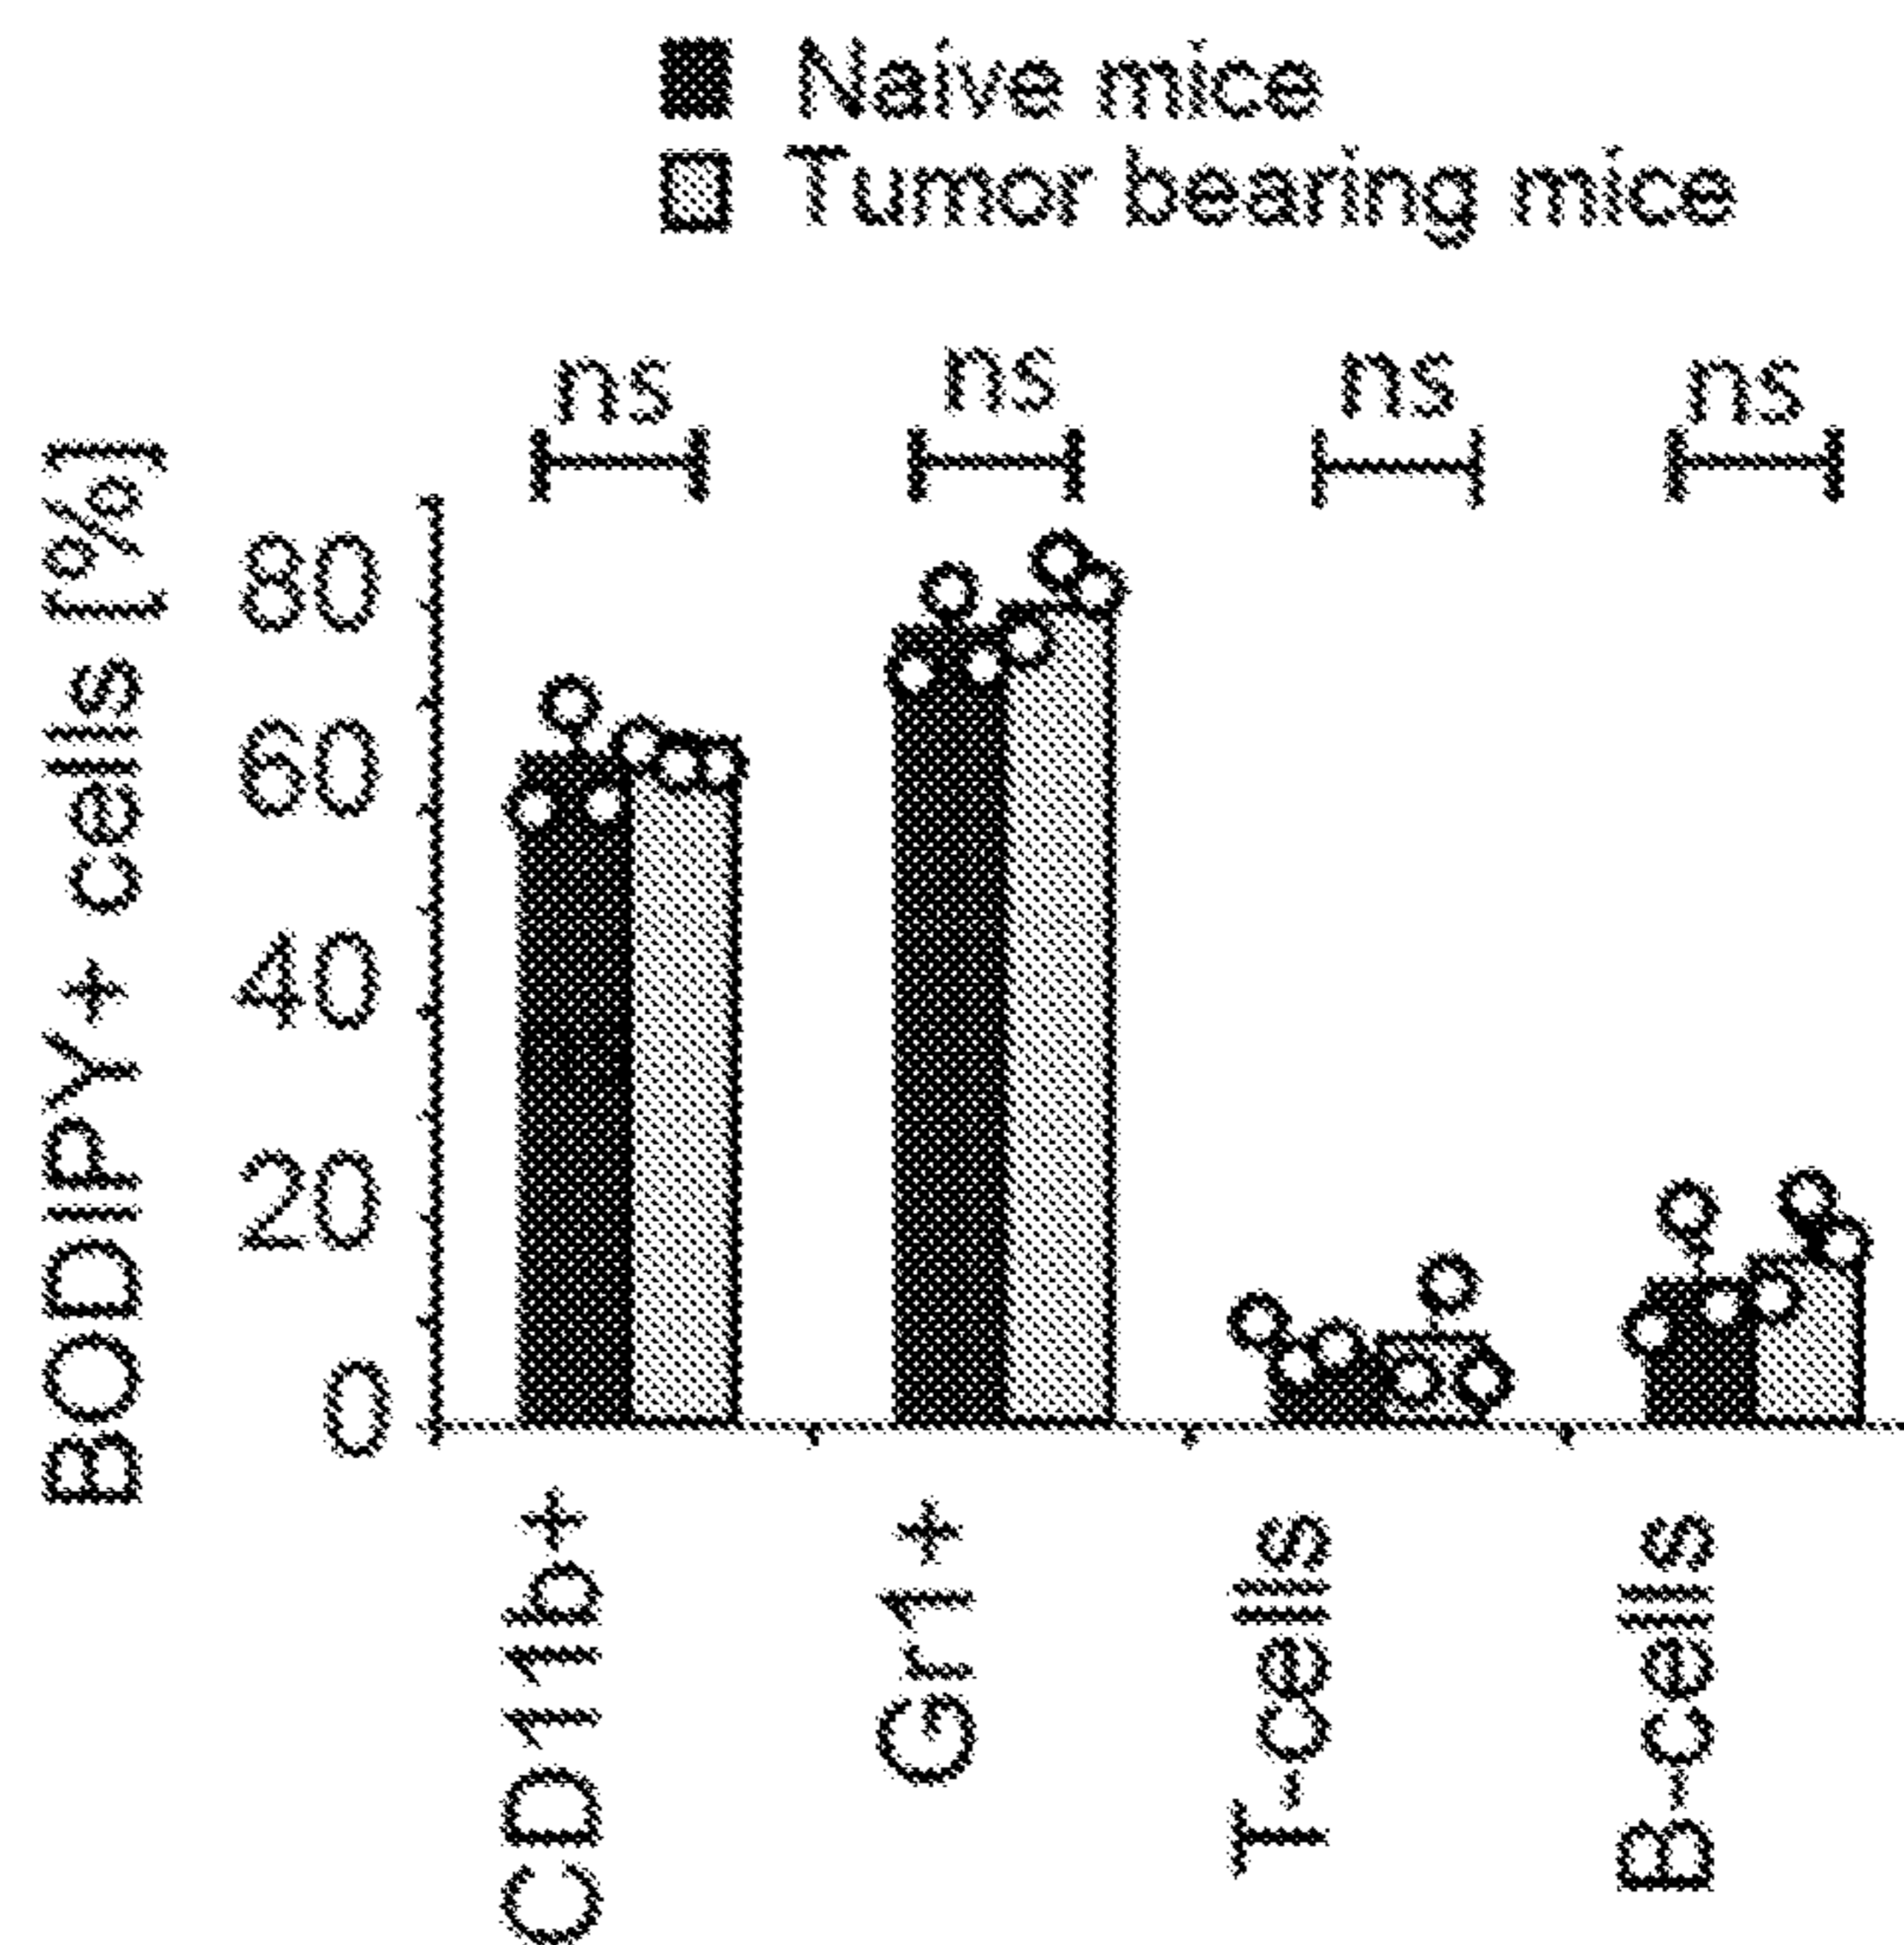 Naive mice
Tumor bearing mice
ns
ns
ns
ns
BODIPY+ cells [%]
80
60
40
20
0
CD11b+
Gr1+
T-cells
B-cells